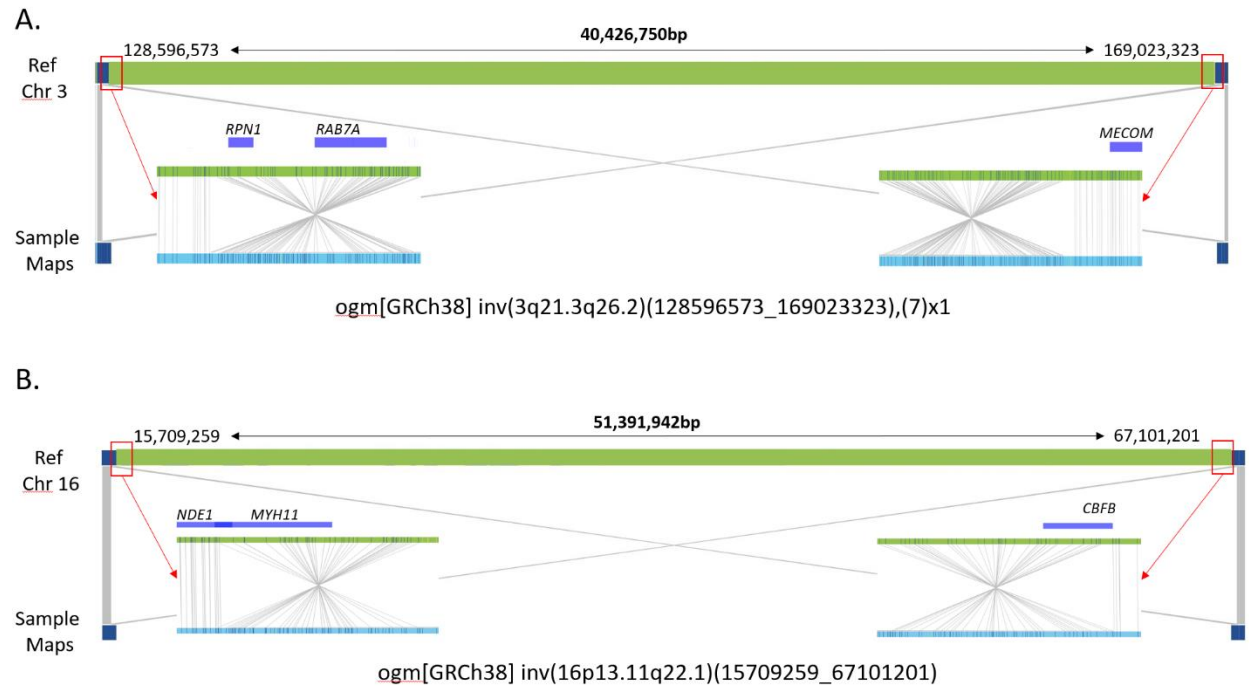 A.
40,426,750bp
128,596,573
169,023,323
Ref
Chr 3
RPN1
RAB7A
MECOM
Sample
Maps
ogm[GRCh38] inv(3q21.3q26.2)(128596573_169023323),(7)x1
B.
51,391,942bp
15,709,259
67,101,201
Ref
Chr 16
NDE1
MYH11
CBFB
Sample
Maps
ogm[GRCh38] inv(16p13.11q22.1)(15709259_67101201)